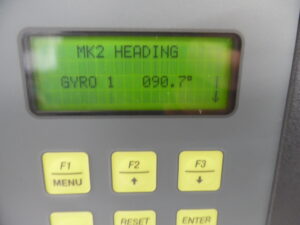 MK2 HEADING
GYRO 1 090.7°
↓
F1 F2 F3
MENU ↑ ↓
RESET ENTER